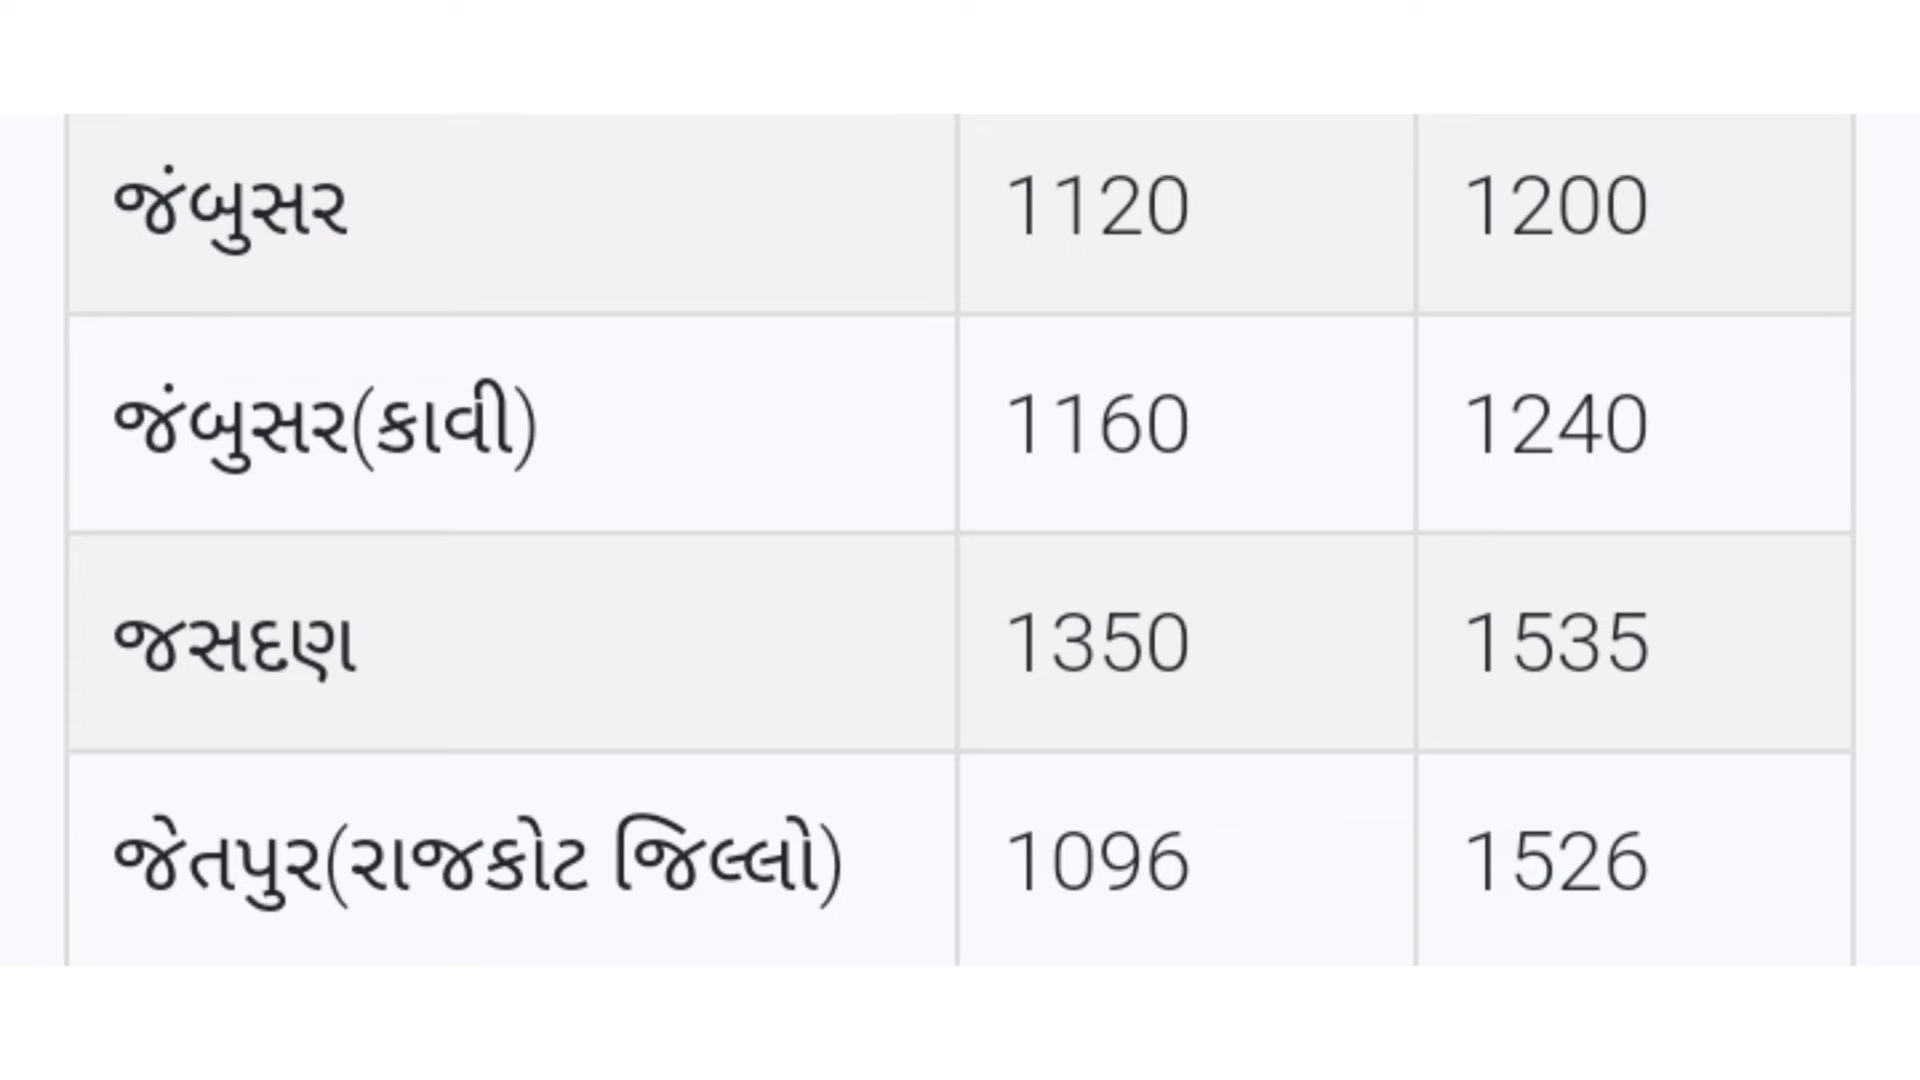 જંબુસર 1120 1200
જંબુસર(કાવી) 1160 1240
જસદણ 1350 1535
જેતપુર(રાજકોટ જિલ્લો) 1096 1526